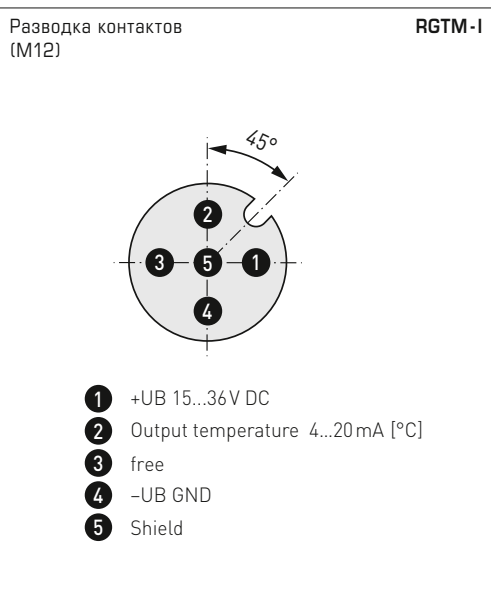 Разводка контактов RGTM-I
(M12)
45°
2
3 5 1
4
1 +UB 15...36V DC
2 Output temperature 4...20mA [°C]
3 free
4 –UB GND
5 Shield